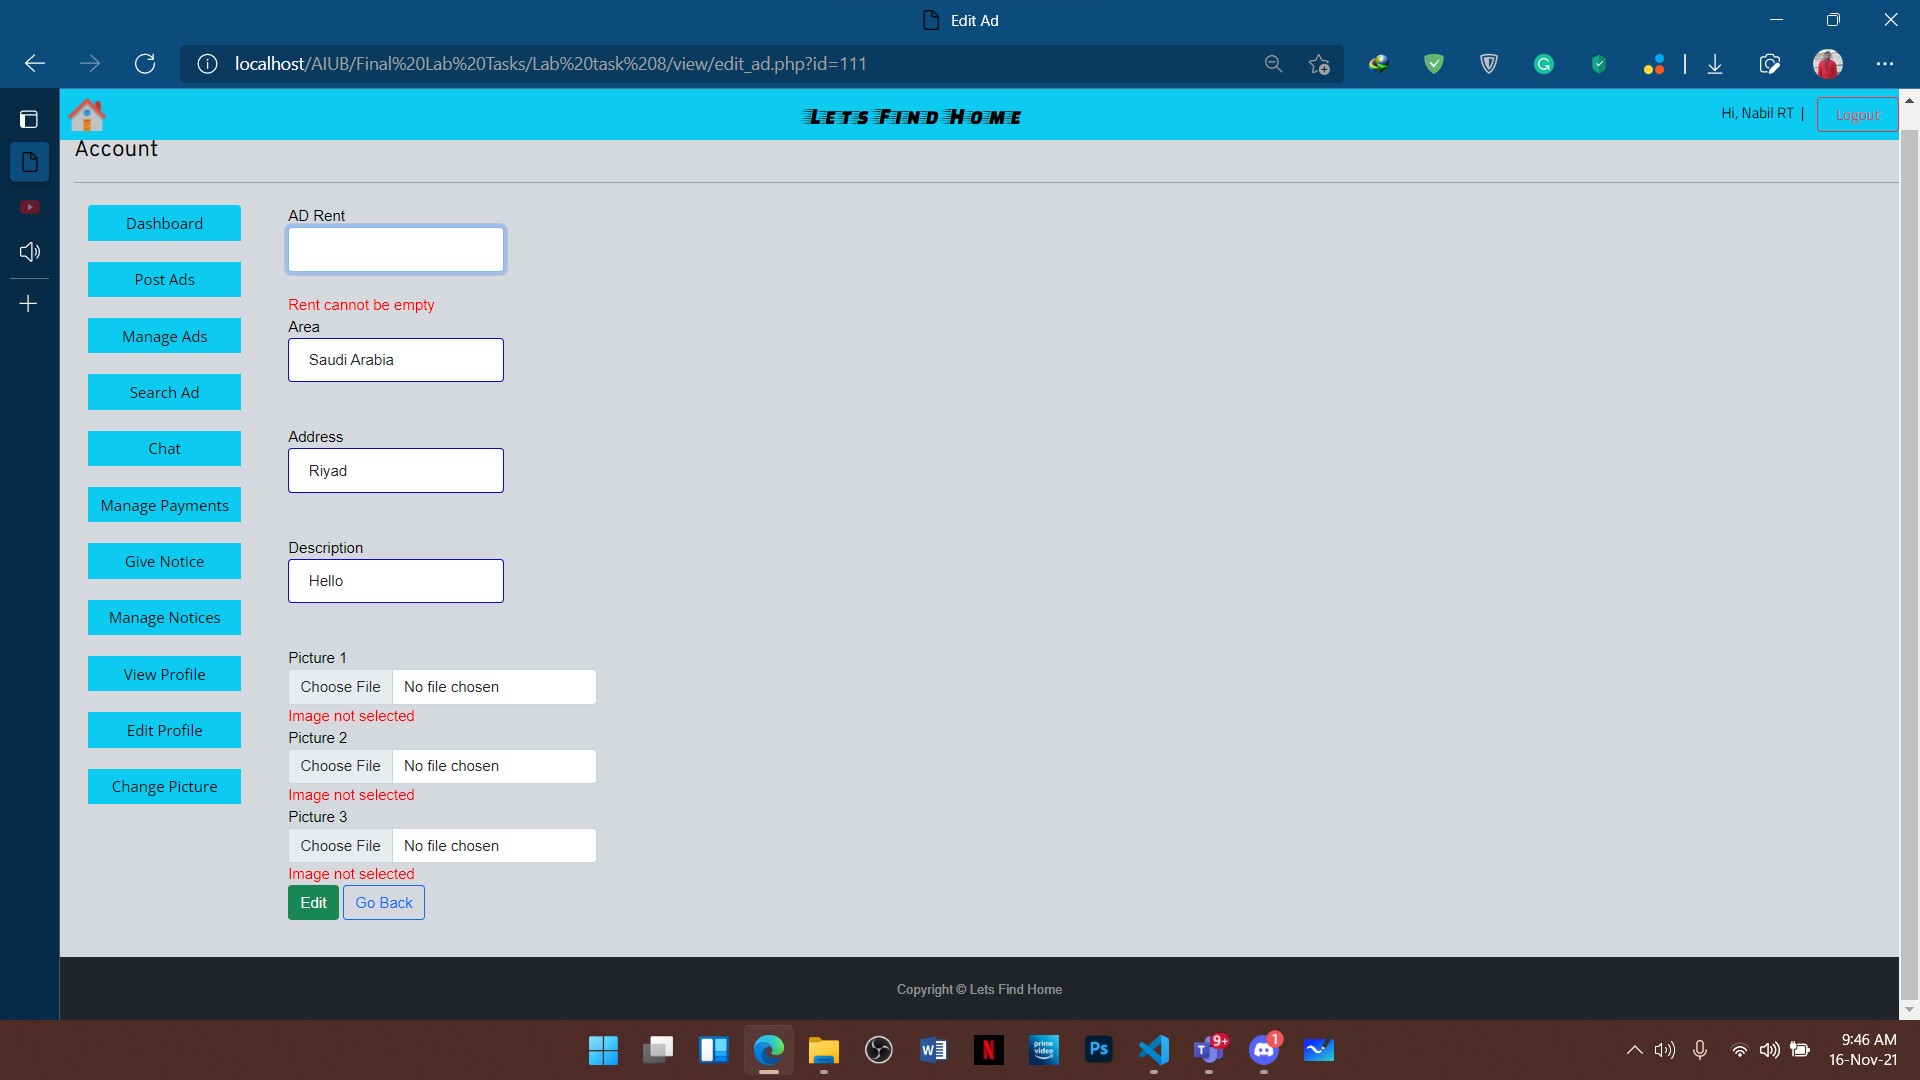 Edit Ad
localhost/AIUB/Final%20Lab%20Tasks/Lab%20task%208/view/edit_ad.php?id=111
Lets Find Home
Hi, Nabil RT |
Logout
Account
Dashboard
Post Ads
Manage Ads
Search Ad
Chat
Manage Payments
Give Notice
Manage Notices
View Profile
Edit Profile
Change Picture
AD Rent
Rent cannot be empty
Area
Saudi Arabia
Address
Riyad
Description
Hello
Picture 1
Choose File No file chosen
Image not selected
Picture 2
Choose File No file chosen
Image not selected
Picture 3
Choose File No file chosen
Image not selected
Edit Go Back
Copyright © Lets Find Home
W
N
prime video
Ps
T
9+
1
9:46 AM
16-Nov-21